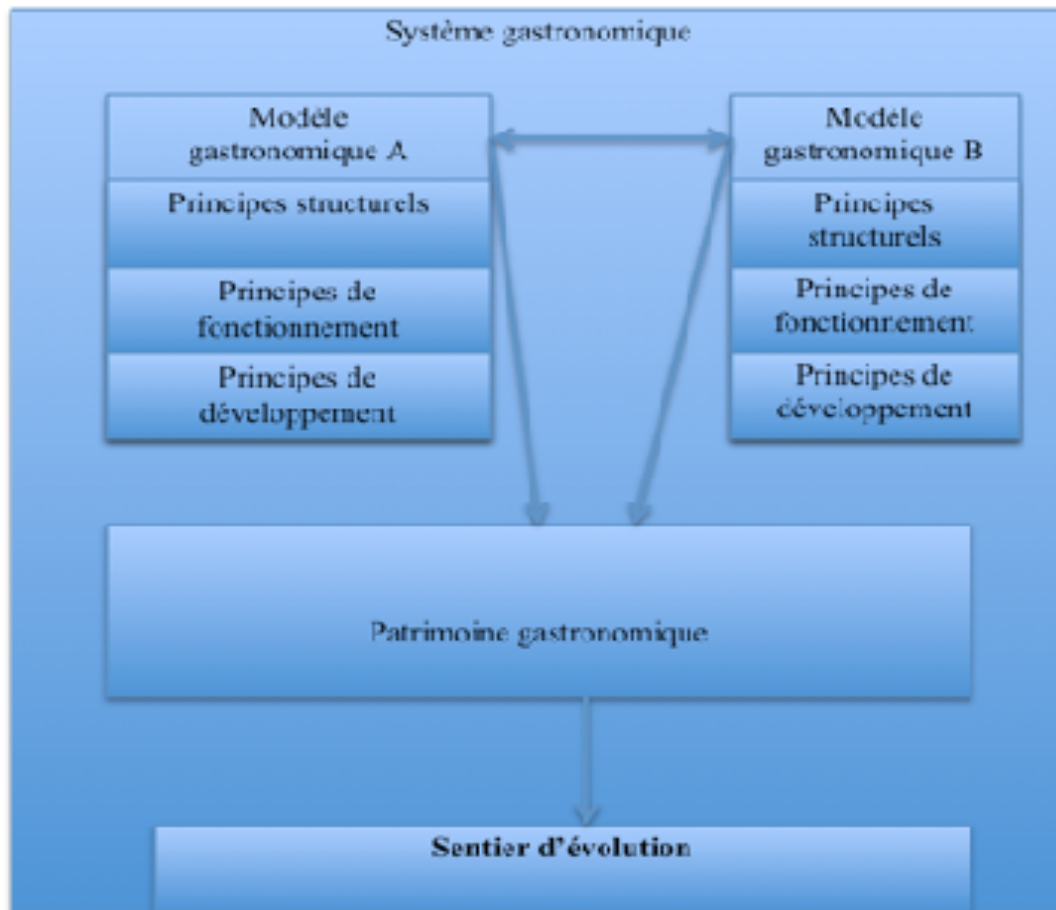 Système gastronomique
Modèle
gastronomique A
Principes structurels
Principes de
fonctionnement
Principes de
développement
Modèle
gastronomique B
Principes
structurels
Principes de
fonctionnement
Principes de
développement
Patrimoine gastronomique
Sentier d'évolution